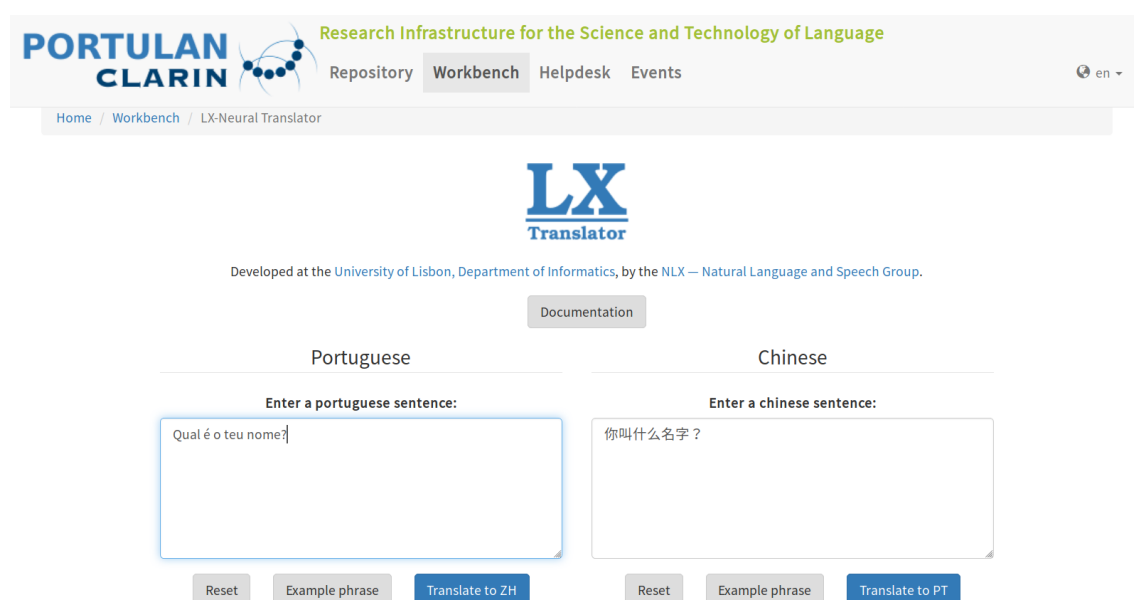 PORTULAN
CLARIN
Research Infrastructure for the Science and Technology of Language
Repository Workbench Helpdesk Events
en
Home / Workbench / LX-Neural Translator
LX
Translator
Developed at the University of Lisbon, Department of Informatics, by the NLX — Natural Language and Speech Group.
Documentation
Portuguese
Enter a portuguese sentence:
Qual é o teu nome?
Reset Example phrase Translate to ZH
Chinese
Enter a chinese sentence:
你叫什么名字？
Reset Example phrase Translate to PT